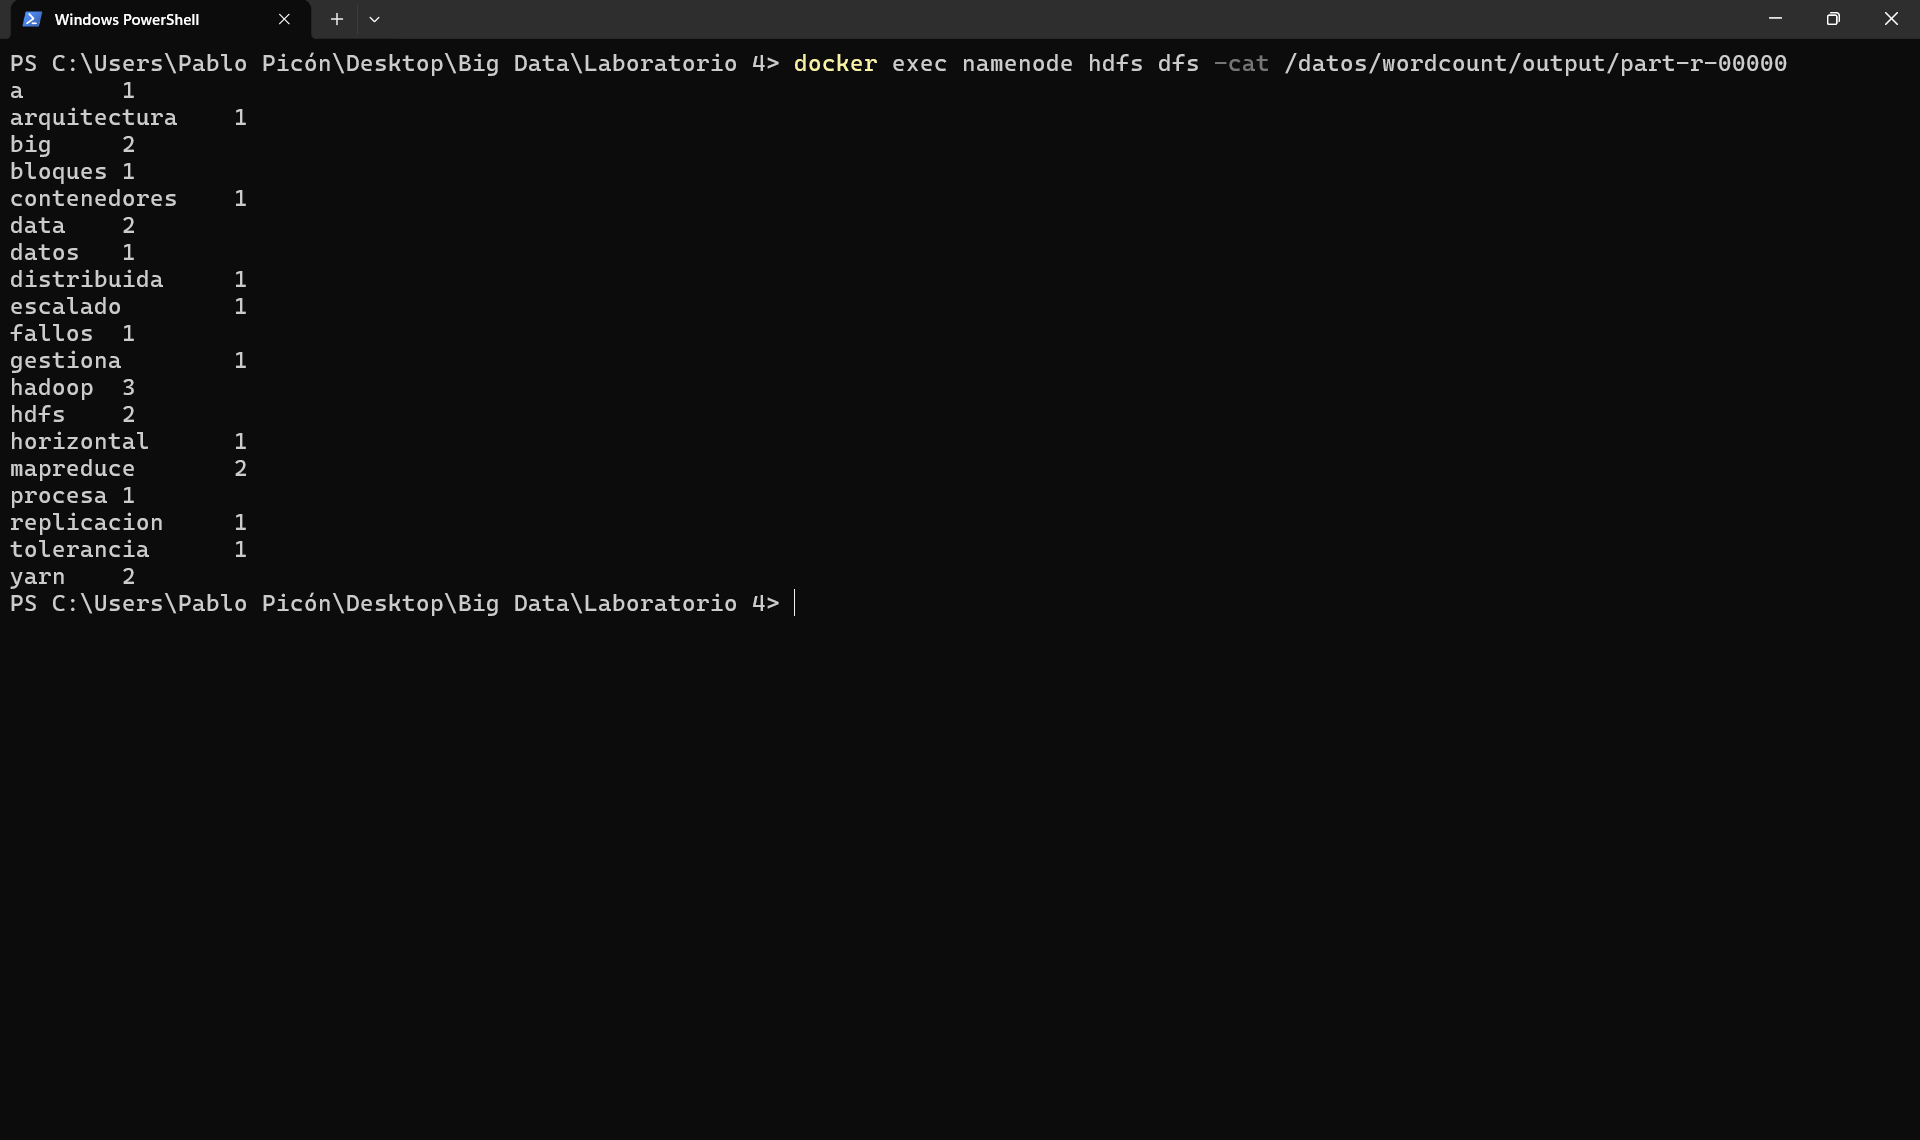 Windows PowerShell
PS C:\Users\Pablo Picón\Desktop\Big Data\Laboratorio 4> docker exec namenode hdfs dfs -cat /datos/wordcount/output/part-r-00000
a 1
arquitectura 1
big 2
bloques 1
contenedores 1
data 2
datos 1
distribuida 1
escalado 1
fallos 1
gestiona 1
hadoop 3
hdfs 2
horizontal 1
mapreduce 2
procesa 1
replicacion 1
tolerancia 1
yarn 2
PS C:\Users\Pablo Picón\Desktop\Big Data\Laboratorio 4>